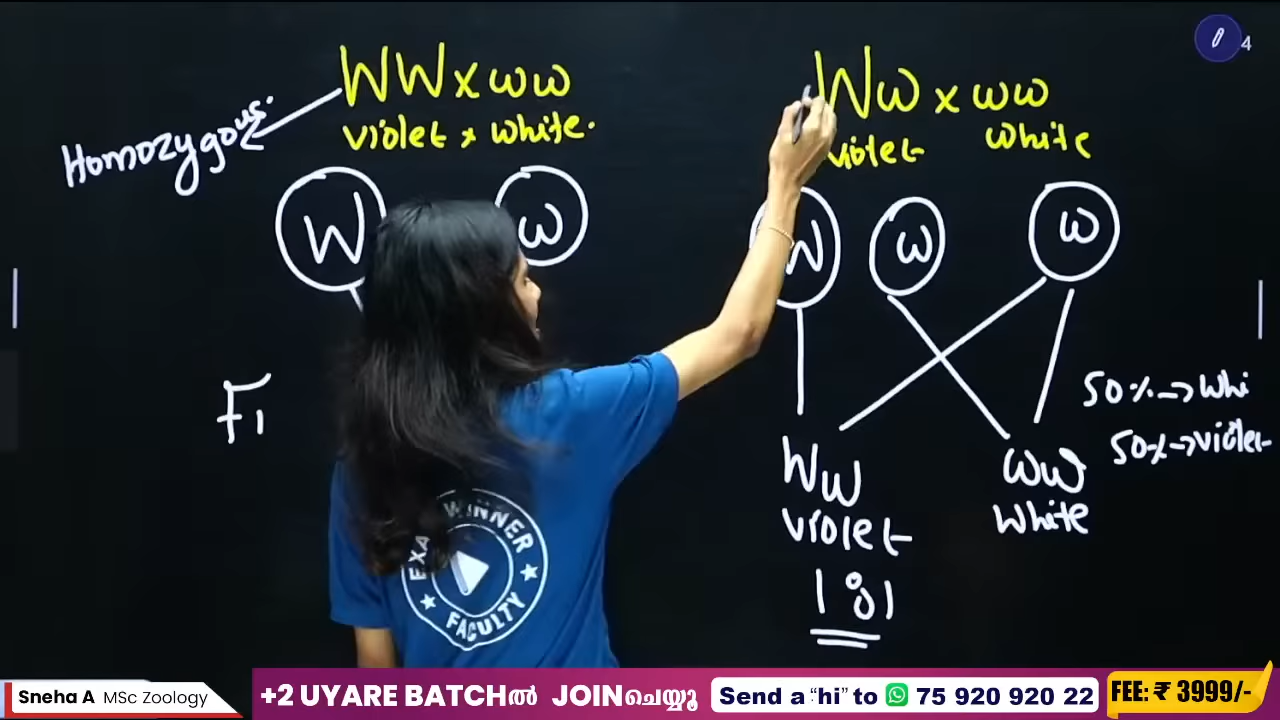 4
WW x ww
violet x white.
Homozygous.
W
w
F1
Ww x ww
violet
white
W
w
w
Ww
violet
1:1
ww
white
50% → Whi
50% → violet
EXA WINNER
FACULTY
Sneha A MSc Zoology
+2 UYARE BATCHൽ JOINചെയ്യൂ
Send a “hi” to 75 920 920 22
FEE: ₹ 3999/-